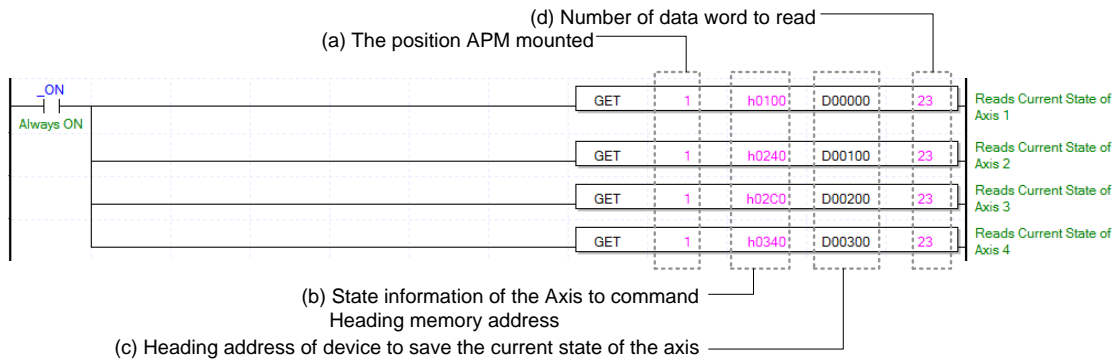 (d) Number of data word to read
(a) The position APM mounted
_ON
Always ON
GET 1 h0100 D00000 23
Reads Current State of
Axis 1
GET 1 h0240 D00100 23
Reads Current State of
Axis 2
GET 1 h02C0 D00200 23
Reads Current State of
Axis 3
GET 1 h0340 D00300 23
Reads Current State of
Axis 4
(b) State information of the Axis to command
Heading memory address
(c) Heading address of device to save the current state of the axis